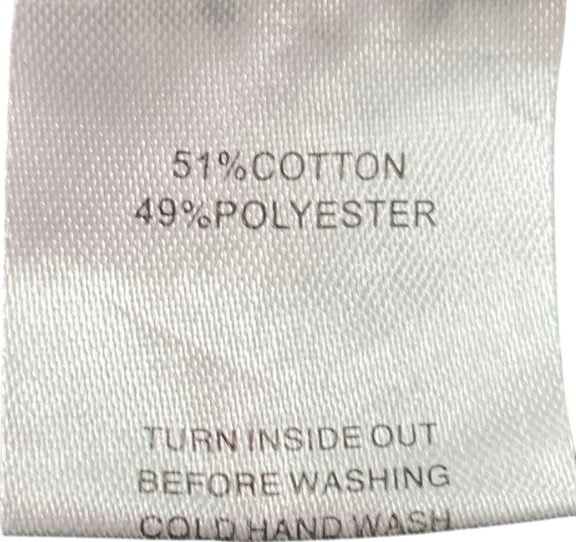 51%COTTON
49%POLYESTER
TURN INSIDE OUT
BEFORE WASHING
COLD HAND WASH